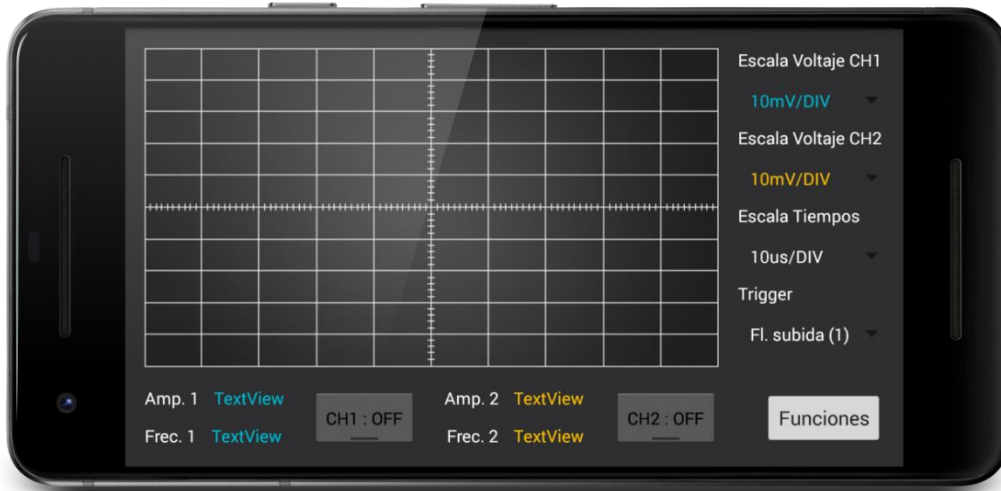 Escala Voltaje CH1
10mV/DIV
Escala Voltaje CH2
10mV/DIV
Escala Tiempos
10us/DIV
Trigger
Fl. subida (1)
Amp. 1 TextView
Frec. 1 TextView
CH1 : OFF
Amp. 2 TextView
Frec. 2 TextView
CH2 : OFF
Funciones